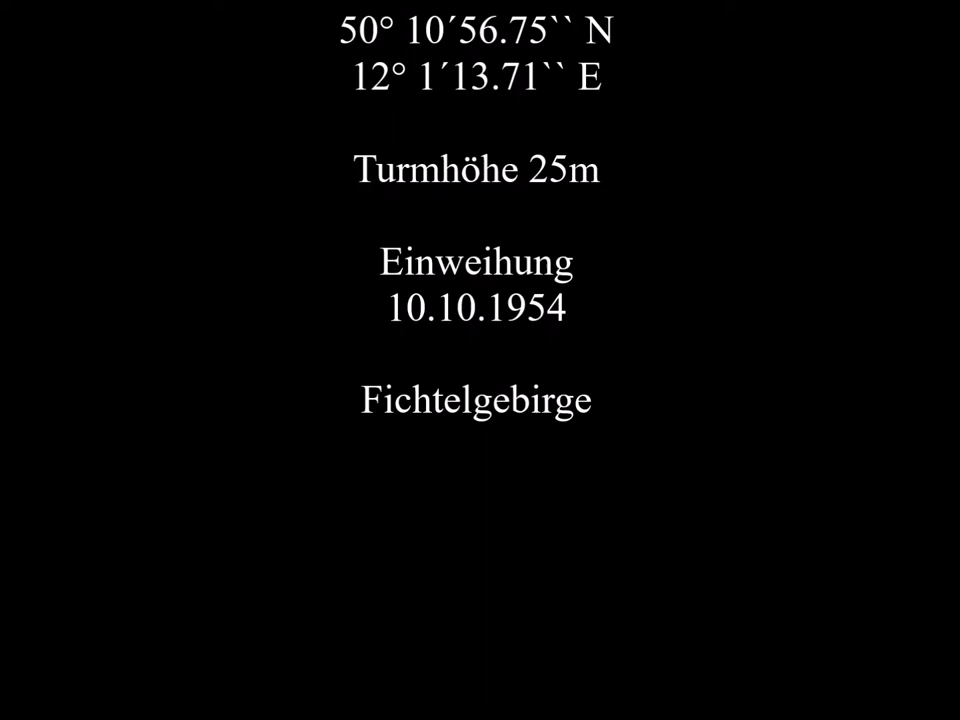 50° 10´56.75`` N
12° 1´13.71`` E
Turmhöhe 25m
Einweihung
10.10.1954
Fichtelgebirge